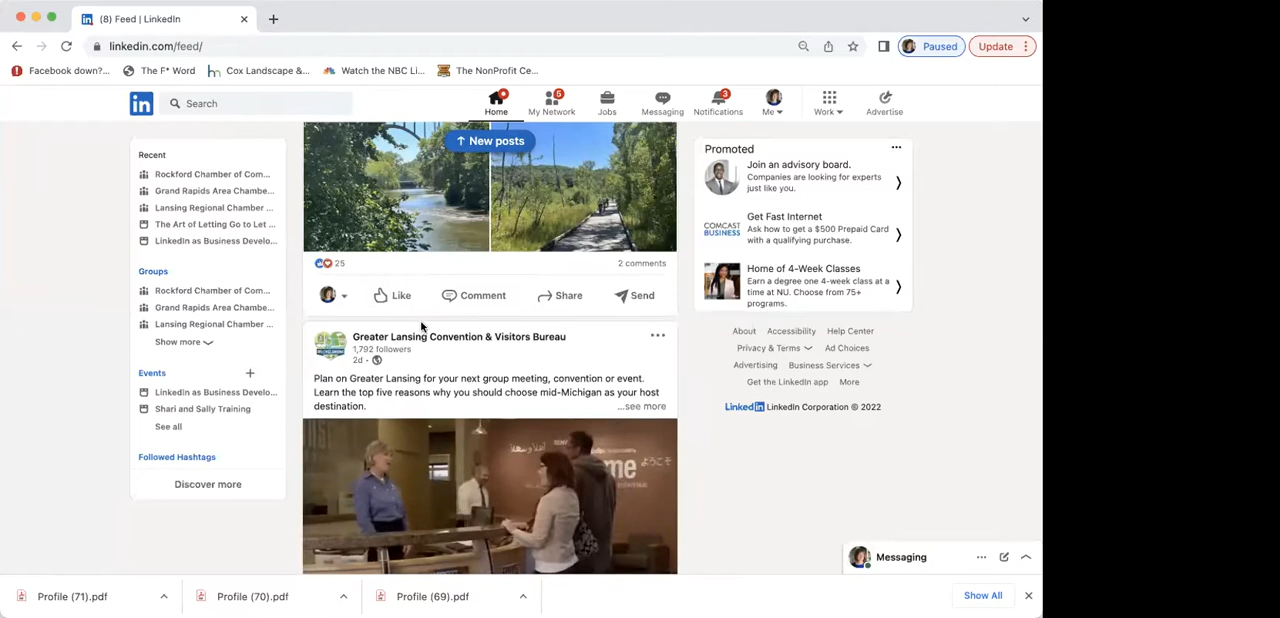 (8) Feed | LinkedIn
linkedin.com/feed/
Paused
Update
Facebook down?...
The F* Word
Cox Landscape &...
Watch the NBC Li...
The NonProfit Ce...
in
Search
Home
5
My Network
Jobs
Messaging
3
Notifications
Me
Work
Advertise
Recent
Rockford Chamber of Com...
Grand Rapids Area Chambe...
Lansing Regional Chamber ...
The Art of Letting Go to Let ...
LinkedIn as Business Develo...
Groups
Rockford Chamber of Com...
Grand Rapids Area Chambe...
Lansing Regional Chamber ...
Show more
Events
LinkedIn as Business Develo...
Shari and Sally Training
See all
Followed Hashtags
Discover more
↑ New posts
25
2 comments
Like
Comment
Share
Send
Greater Lansing Convention & Visitors Bureau
1,792 followers
2d •
Plan on Greater Lansing for your next group meeting, convention or event.
Learn the top five reasons why you should choose mid-Michigan as your host
destination.
...see more
me
ようこそ
Promoted
Join an advisory board.
Companies are looking for experts
just like you.
COMCAST
BUSINESS
Get Fast Internet
Ask how to get a $500 Prepaid Card
with a qualifying purchase.
Home of 4-Week Classes
Earn a degree one 4-week class at a
time at NU. Choose from 75+
programs.
About Accessibility Help Center
Privacy & Terms Ad Choices
Advertising Business Services
Get the LinkedIn app More
LinkedIn LinkedIn Corporation © 2022
Messaging
Profile (71).pdf
Profile (70).pdf
Profile (69).pdf
Show All